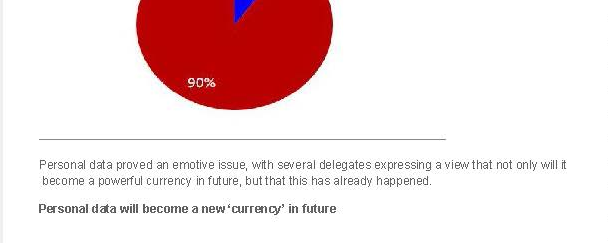 90%
Personal data proved an emotive issue, with several delegates expressing a view that not only will it
become a powerful currency in future, but that this has already happened.
Personal data will become a new ‘currency’ in future